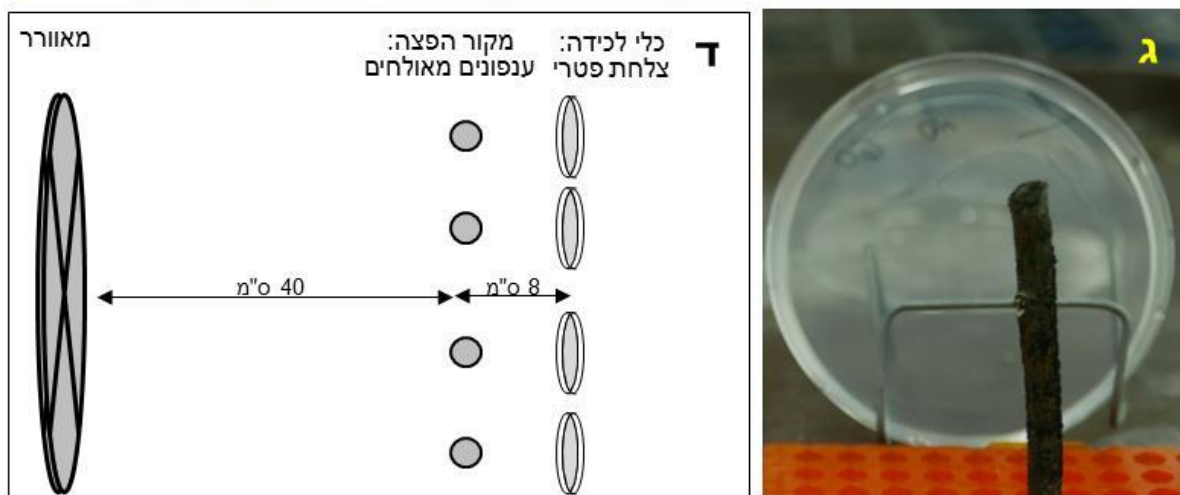 מאוורר
מקור הפצה:
ענפונים מאולחים
כלי לכידה:
צלחת פטרי
ד
40 ס"מ
8 ס"מ
ג